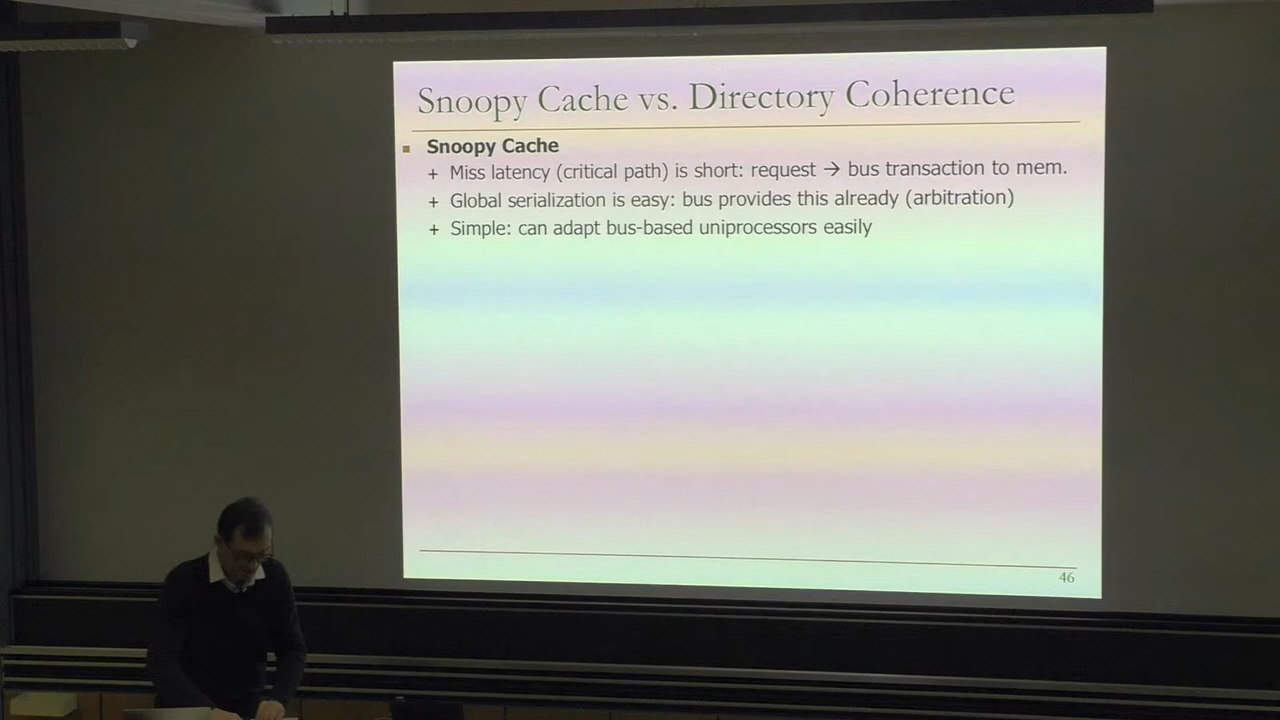 Snoopy Cache vs. Directory Coherence
Snoopy Cache
+ Miss latency (critical path) is short: request → bus transaction to mem.
+ Global serialization is easy: bus provides this already (arbitration)
+ Simple: can adapt bus-based uniprocessors easily
46